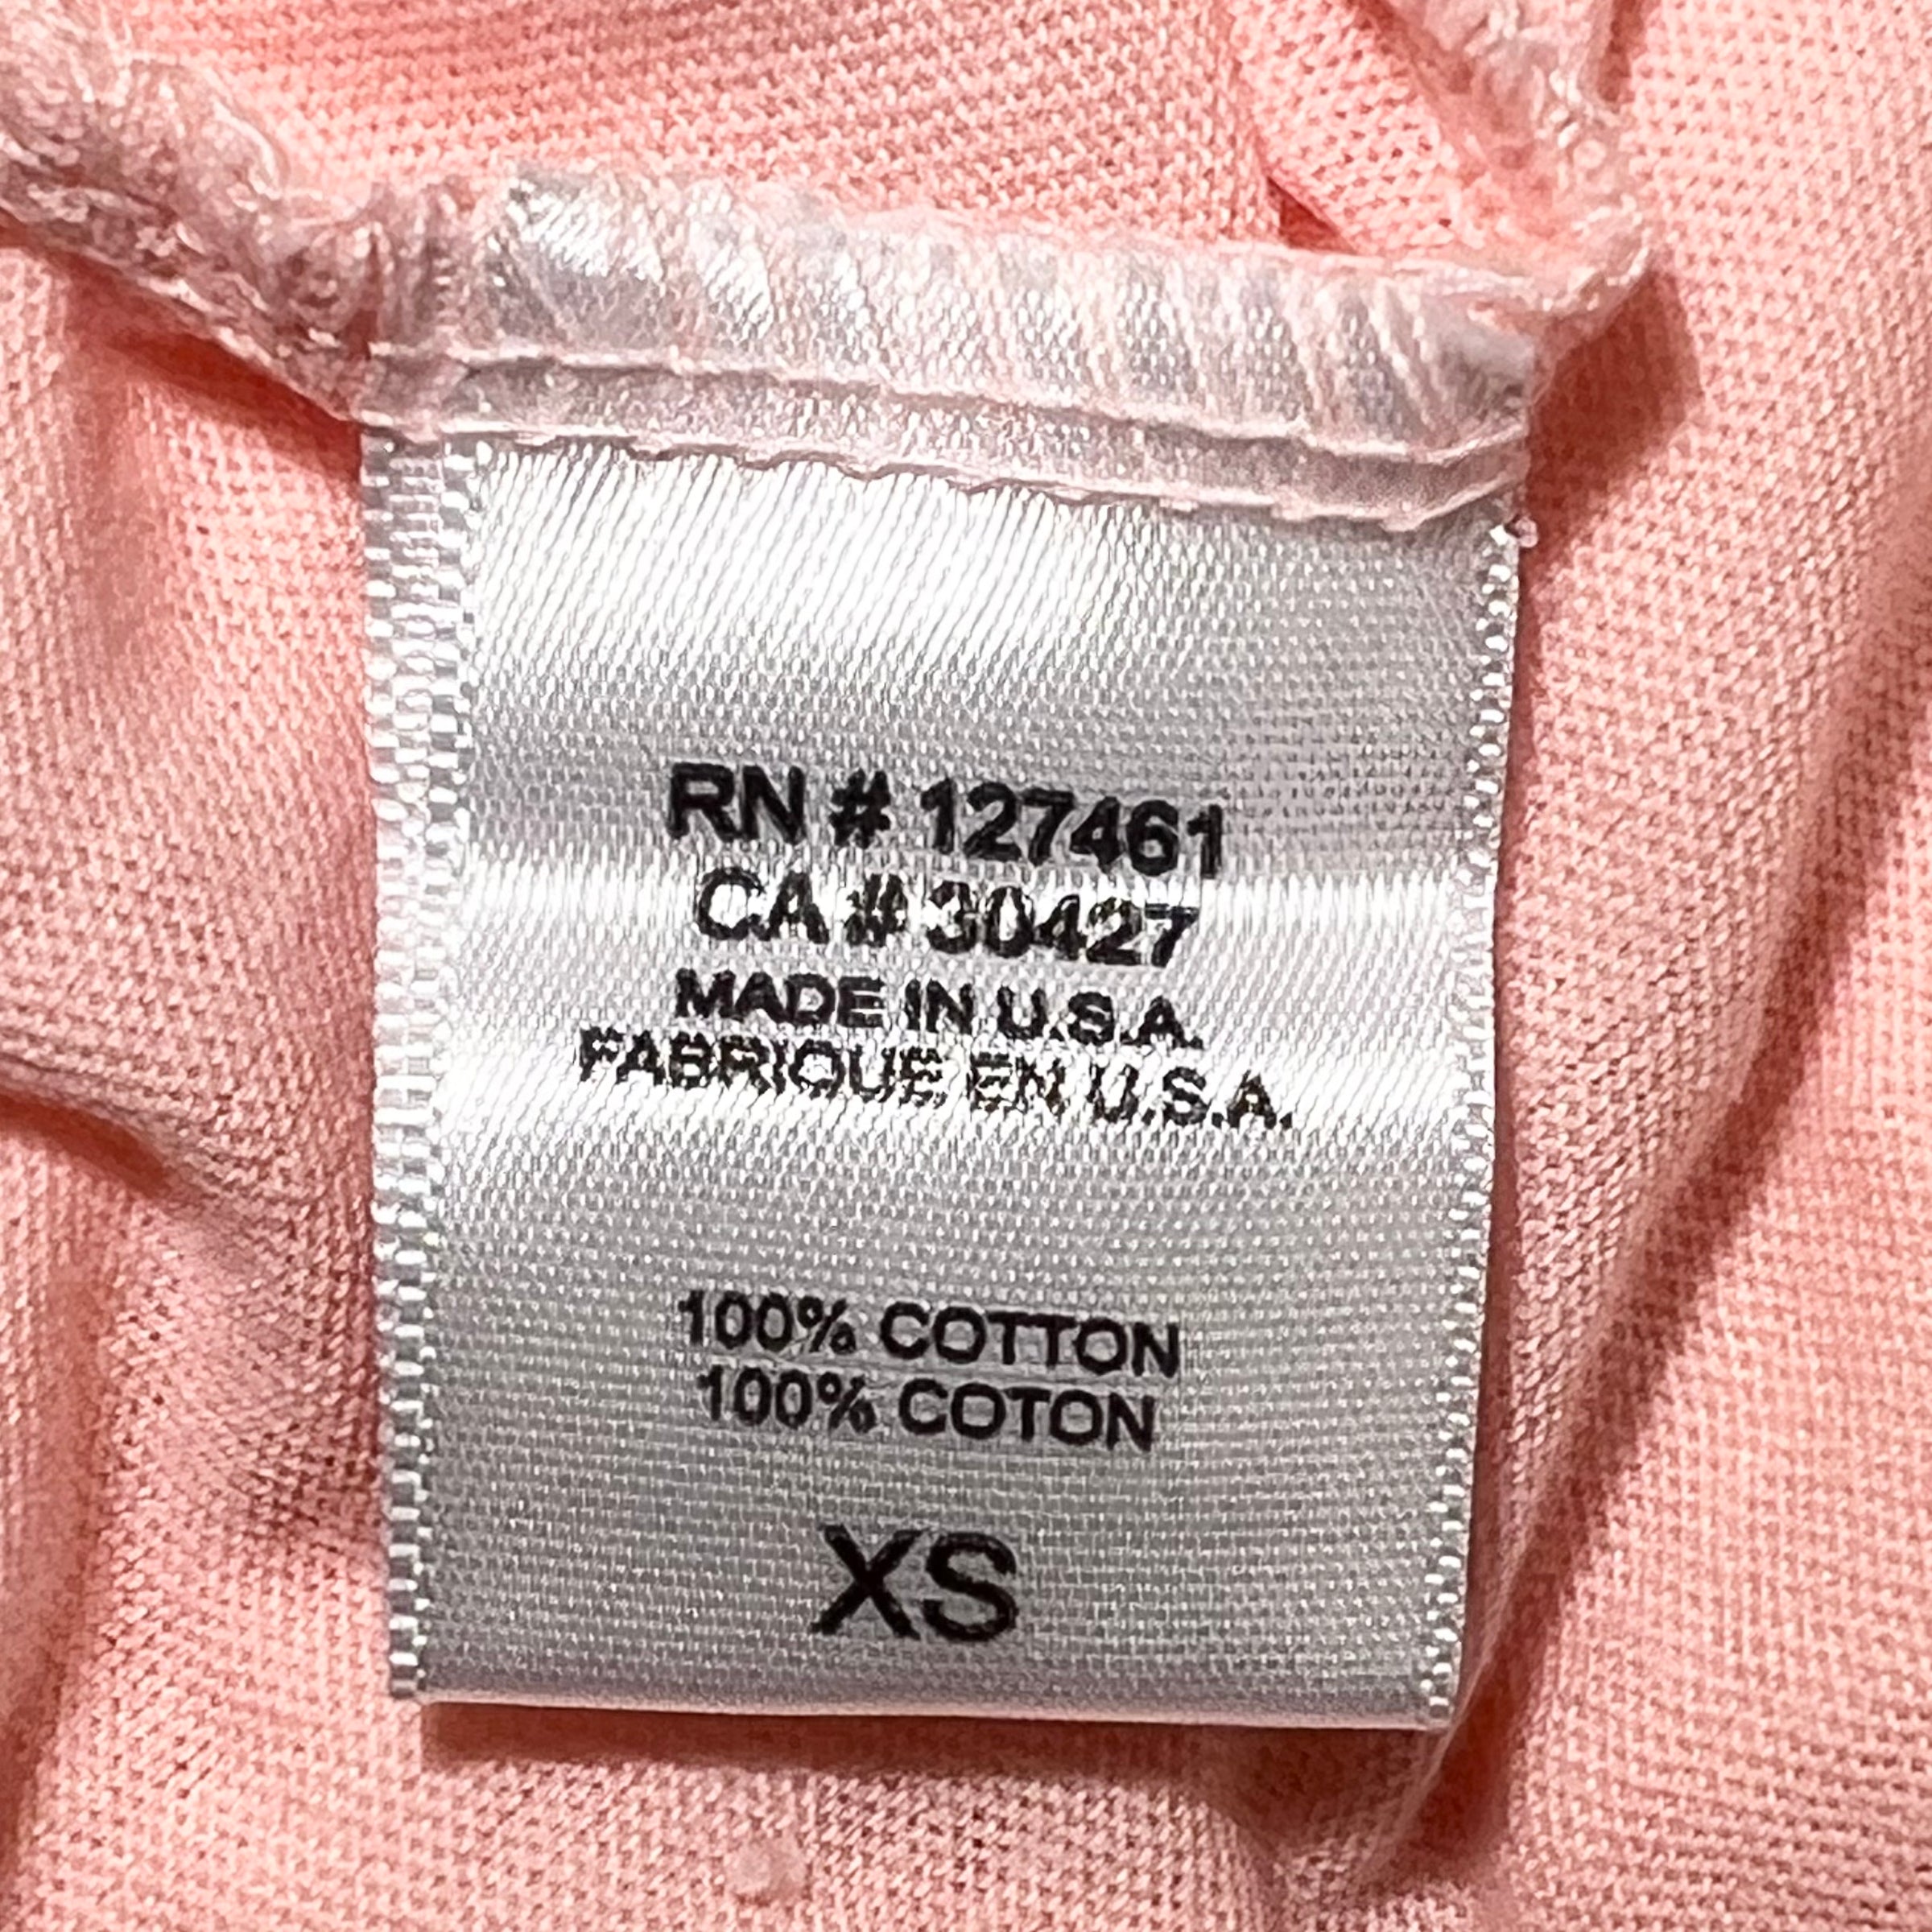 RN # 127461
CA # 30427
MADE IN U.S.A.
FABRIQUE EN U.S.A.
100% COTTON
100% COTON
XS